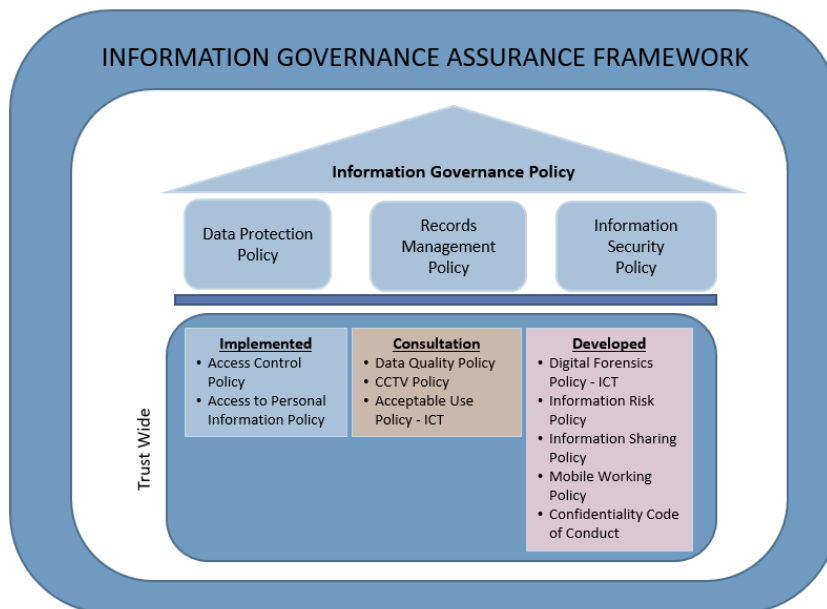 INFORMATION GOVERNANCE ASSURANCE FRAMEWORK
Information Governance Policy
Data Protection
Policy
Records
Management
Policy
Information
Security
Policy
Trust Wide
Implemented
• Access Control
Policy
• Access to Personal
Information Policy
Consultation
• Data Quality Policy
• CCTV Policy
• Acceptable Use
Policy - ICT
Developed
• Digital Forensics
Policy - ICT
• Information Risk
Policy
• Information Sharing
Policy
• Mobile Working
Policy
• Confidentiality Code
of Conduct